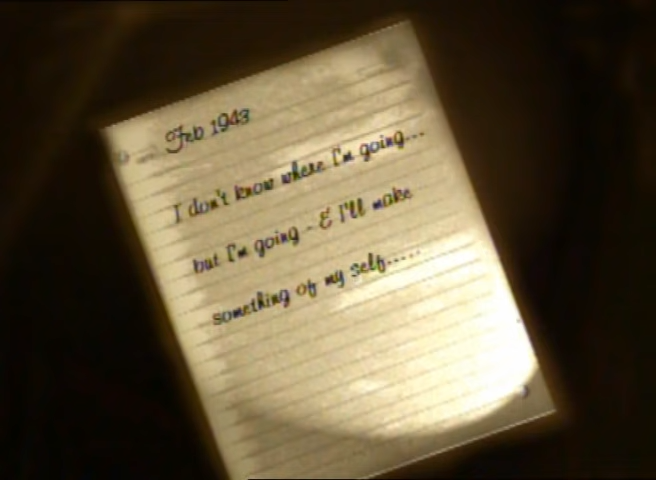 Feb 1943
I don't know where I'm going...
but I'm going - & I'll make
something of my self.....